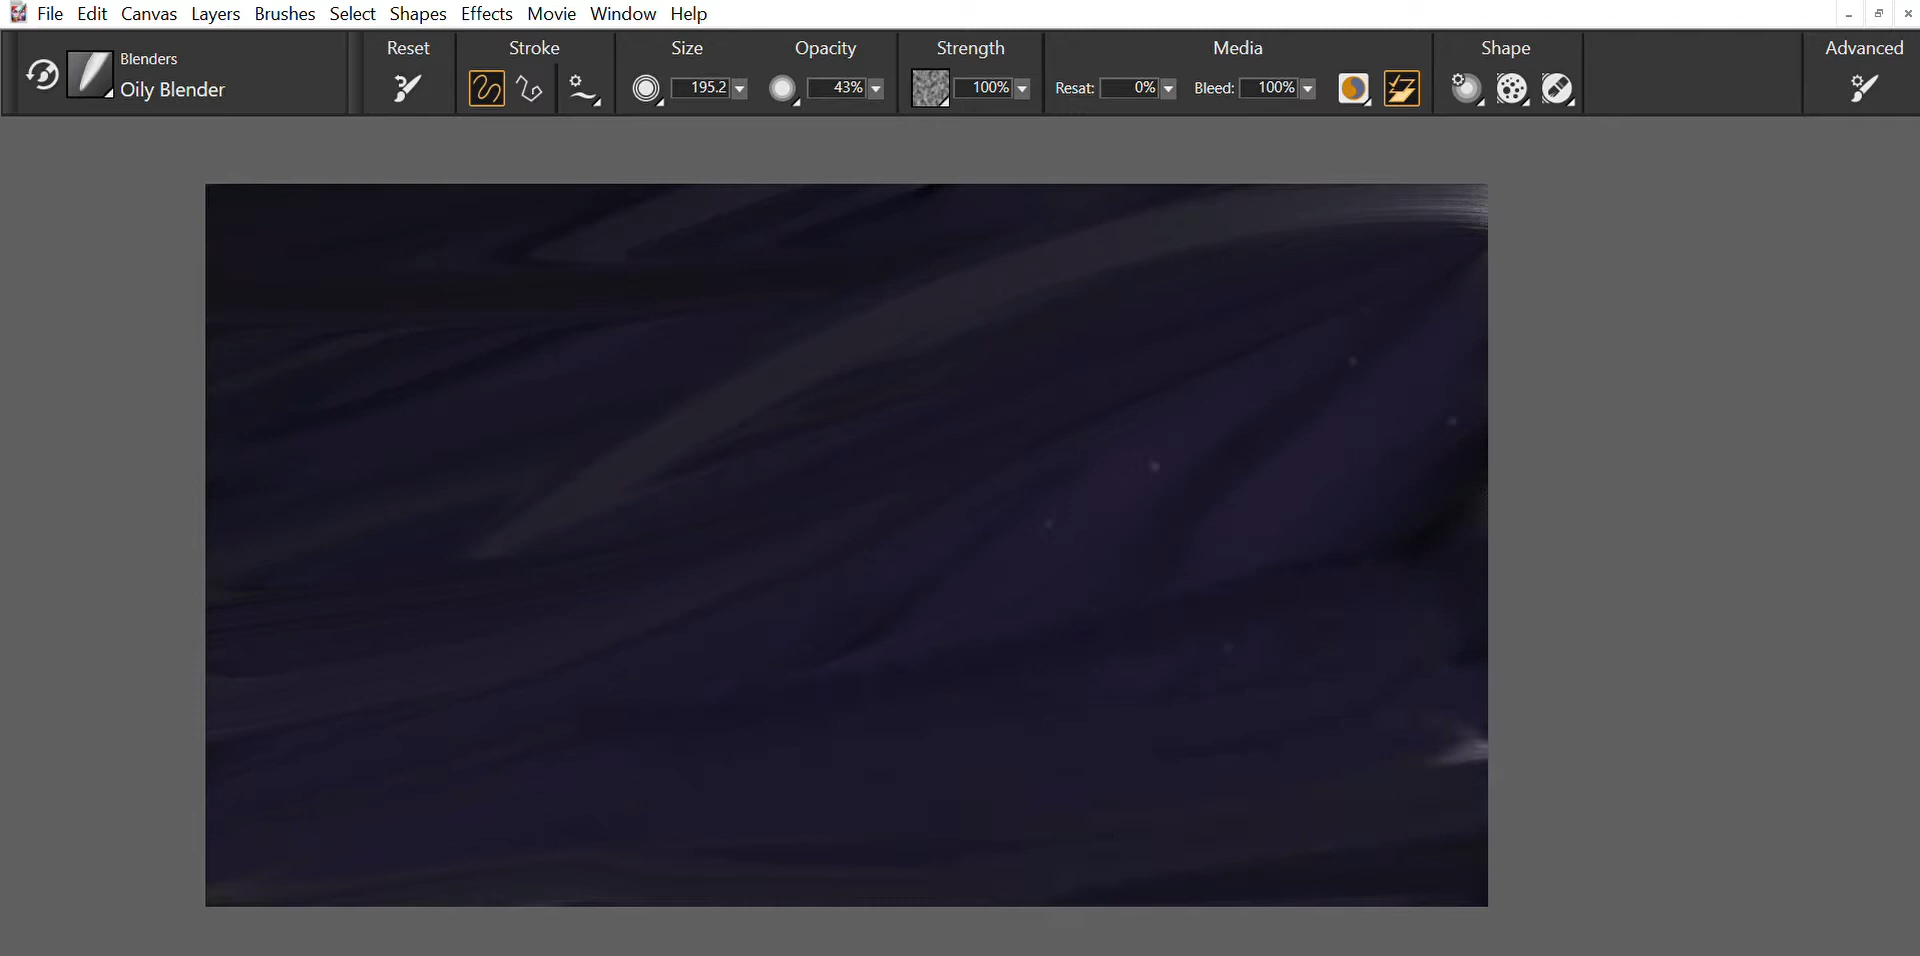 File Edit Canvas Layers Brushes Select Shapes Effects Movie Window Help
Blenders
Oily Blender
Reset
Stroke
Size
195.2
Opacity
43%
Strength
100%
Media
Resat: 0% Bleed: 100%
Shape
Advanced